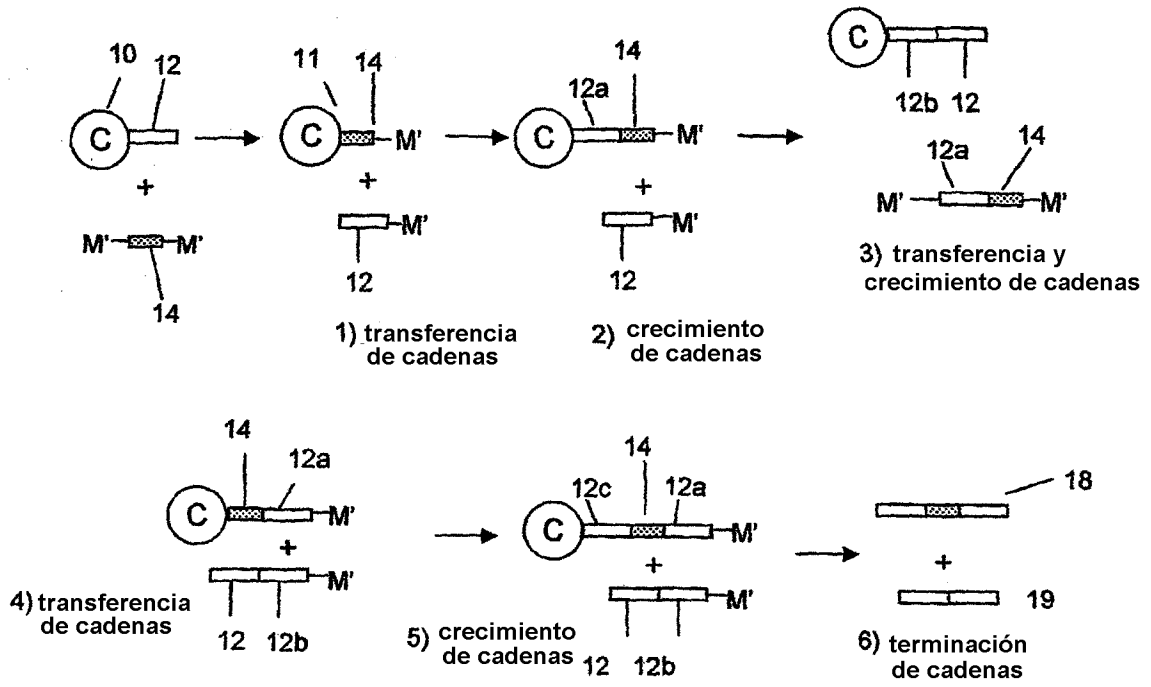 10 12
C
+
M' M'
14
11 14
C M'
+
M'
12
1) transferencia
de cadenas
14
12a
C M'
+
M'
12
2) crecimiento
de cadenas
C
12b 12
12a 14
M' M'
3) transferencia y
crecimiento de cadenas
14
12a
C M'
+
M'
12 12b
4) transferencia
de cadenas
14
12c 12a
C M'
+
M'
12 12b
5) crecimiento
de cadenas
18
+
19
6) terminación
de cadenas